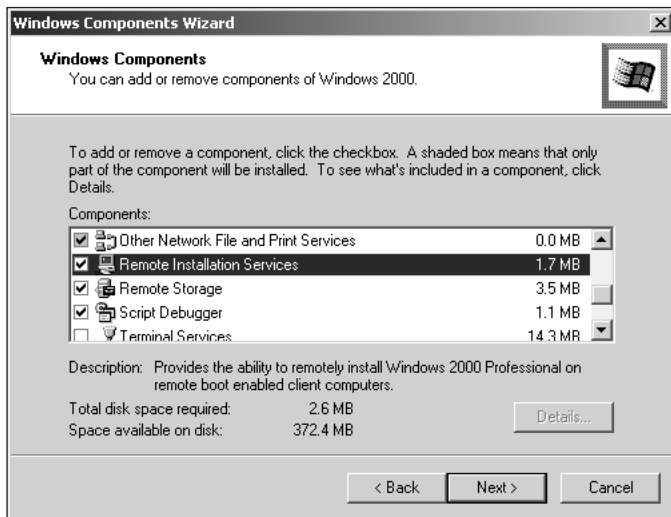 Windows Components Wizard
Windows Components
You can add or remove components of Windows 2000.
To add or remove a component, click the checkbox. A shaded box means that only
part of the component will be installed. To see what's included in a component, click
Details.
Components:
Other Network File and Print Services 0.0 MB
Remote Installation Services 1.7 MB
Remote Storage 3.5 MB
Script Debugger 1.1 MB
Terminal Services 14.3 MB
Description: Provides the ability to remotely install Windows 2000 Professional on
remote boot enabled client computers.
Total disk space required: 2.6 MB
Space available on disk: 372.4 MB
Details...
< Back Next > Cancel